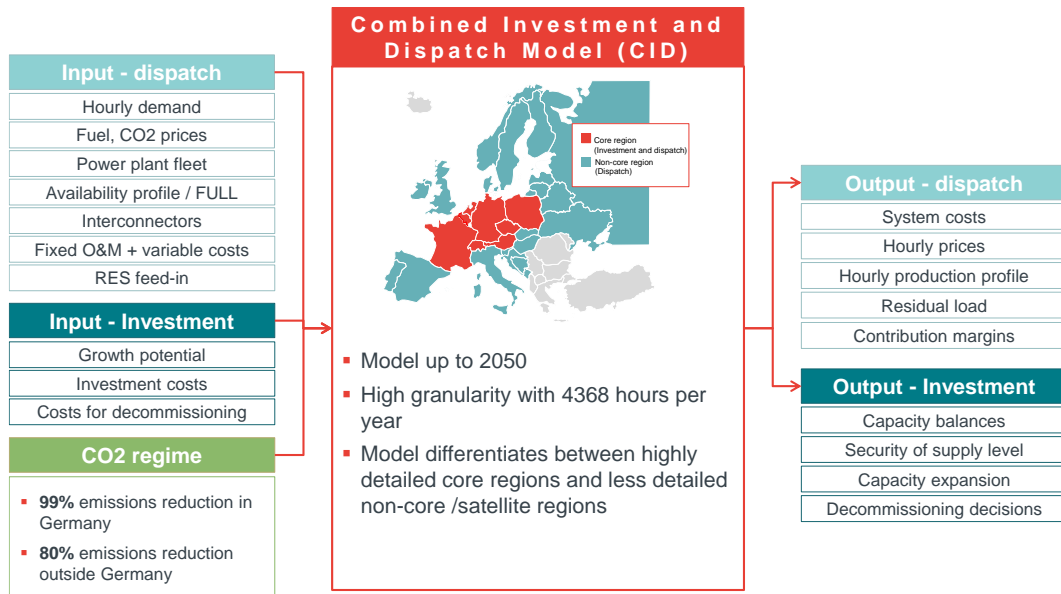 Combined Investment and
Dispatch Model (CID)
Input - dispatch
Hourly demand
Fuel, CO2 prices
Power plant fleet
Availability profile / FULL
Interconnectors
Fixed O&M + variable costs
RES feed-in
Input - Investment
Growth potential
Investment costs
Costs for decommissioning
CO2 regime
▪ 99% emissions reduction in
Germany
▪ 80% emissions reduction
outside Germany
Core region
(Investment and dispatch)
Non-core region
(Dispatch)
▪ Model up to 2050
▪ High granularity with 4368 hours per
year
▪ Model differentiates between highly
detailed core regions and less detailed
non-core /satellite regions
Output - dispatch
System costs
Hourly prices
Hourly production profile
Residual load
Contribution margins
Output - Investment
Capacity balances
Security of supply level
Capacity expansion
Decommissioning decisions